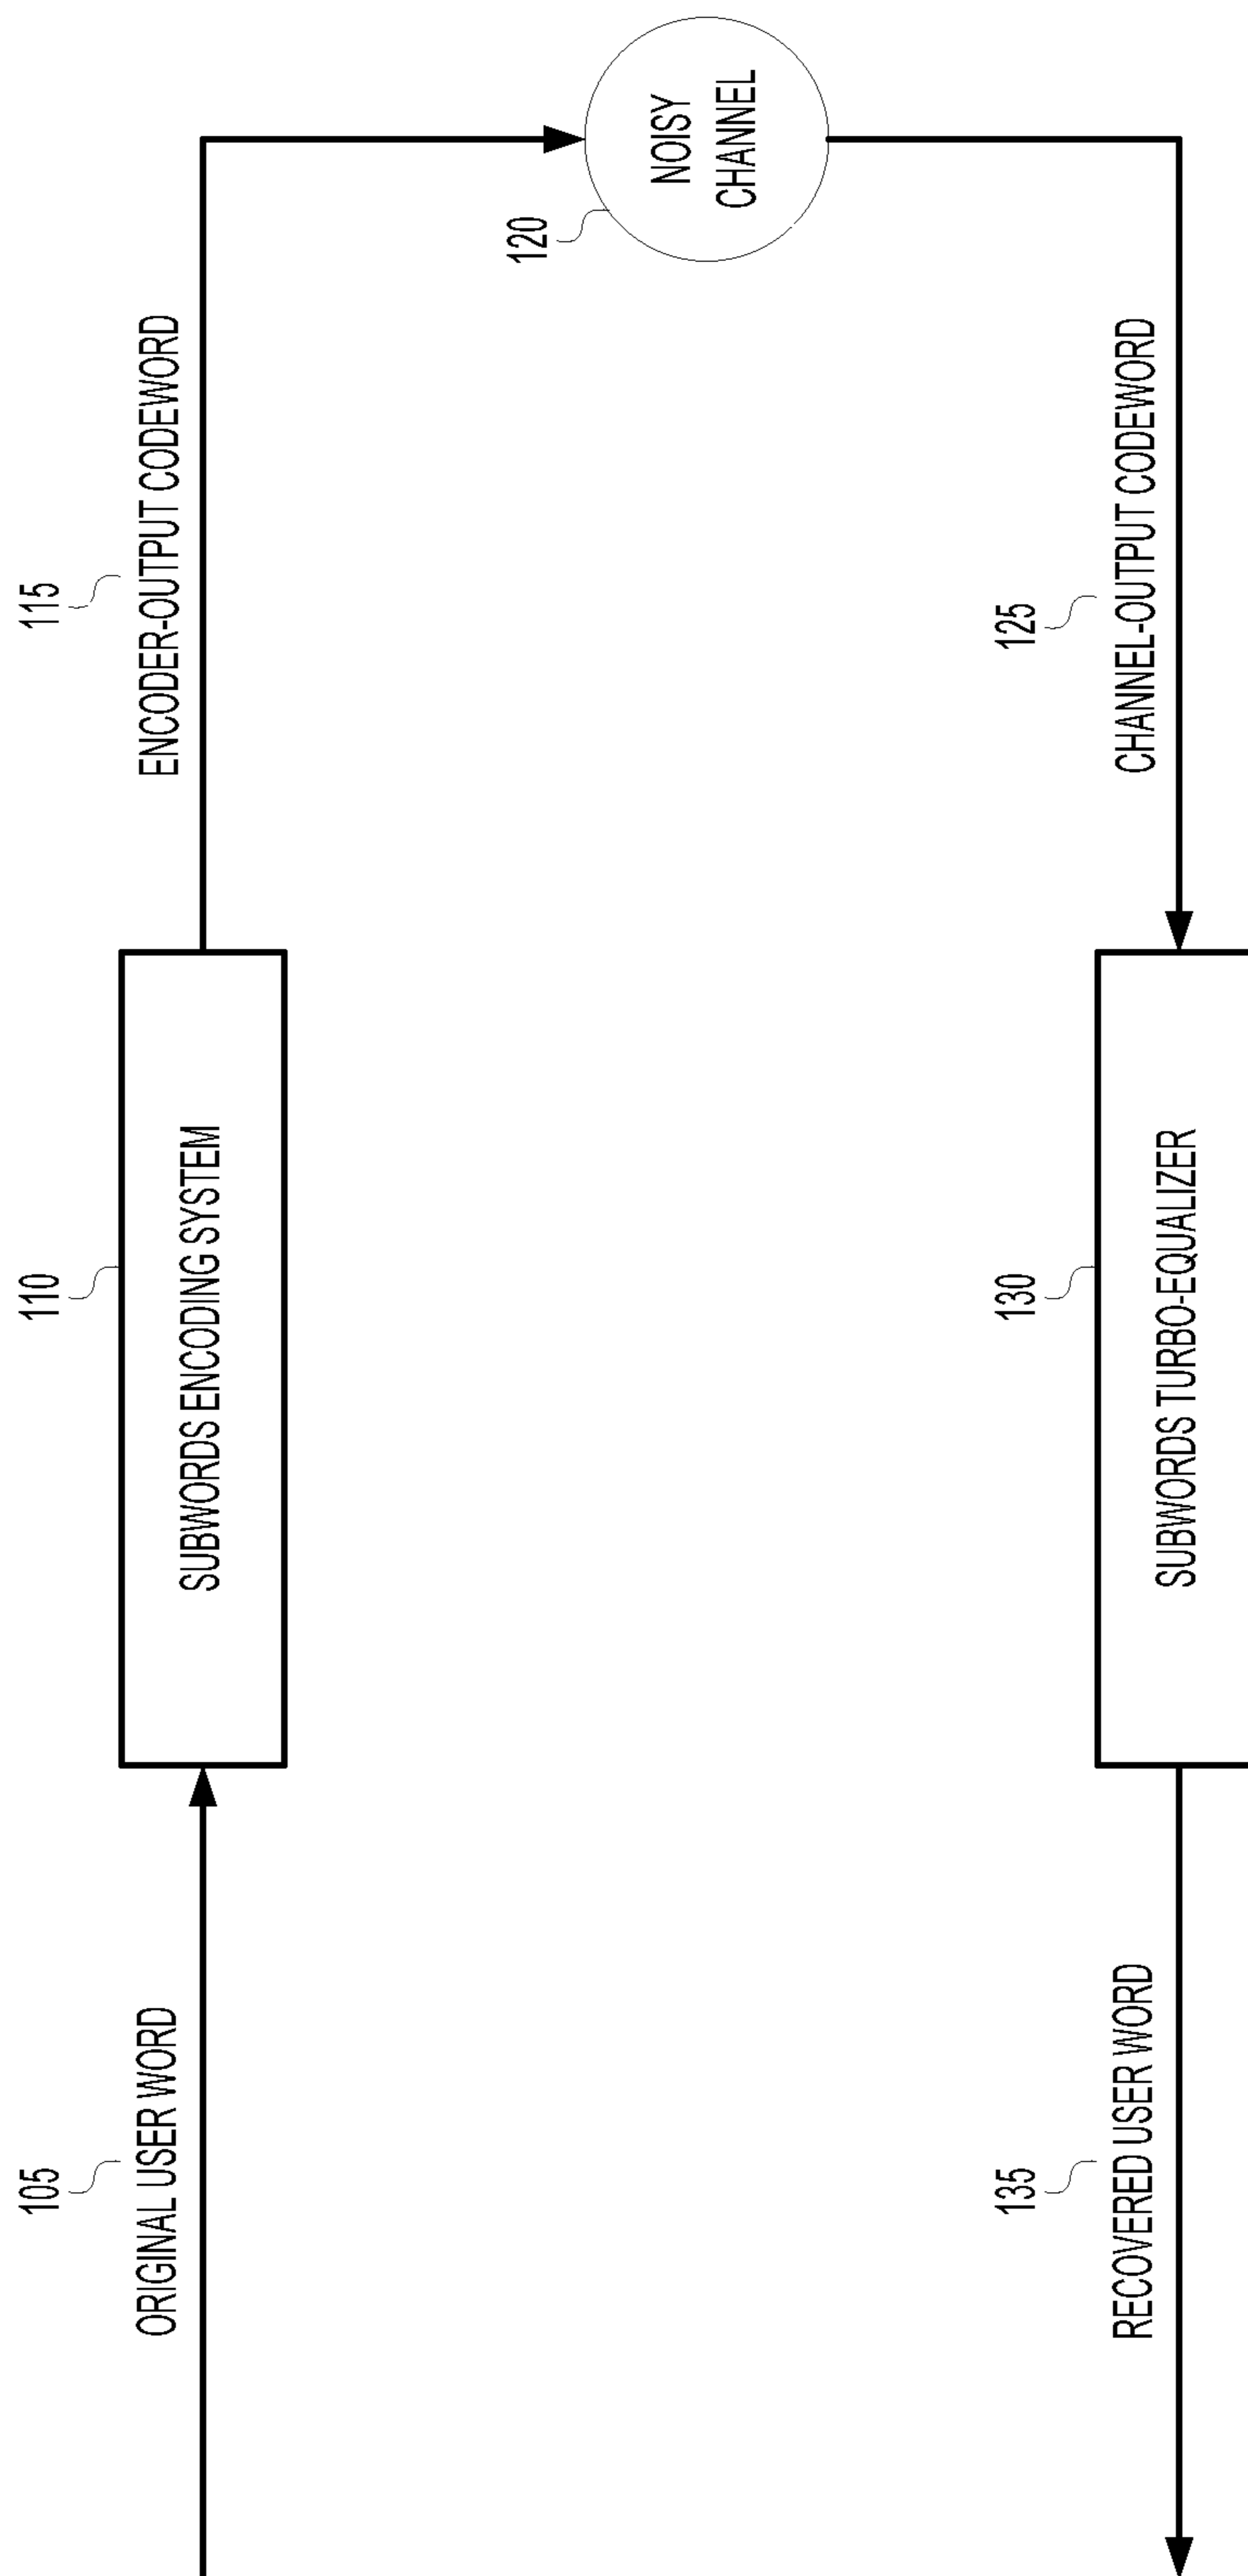 105
ORIGINAL USER WORD
110
SUBWORDS ENCODING SYSTEM
115
ENCODER-OUTPUT CODEWORD
120
NOISY
CHANNEL
125
CHANNEL-OUTPUT CODEWORD
130
SUBWORDS TURBO-EQUALIZER
135
RECOVERED USER WORD